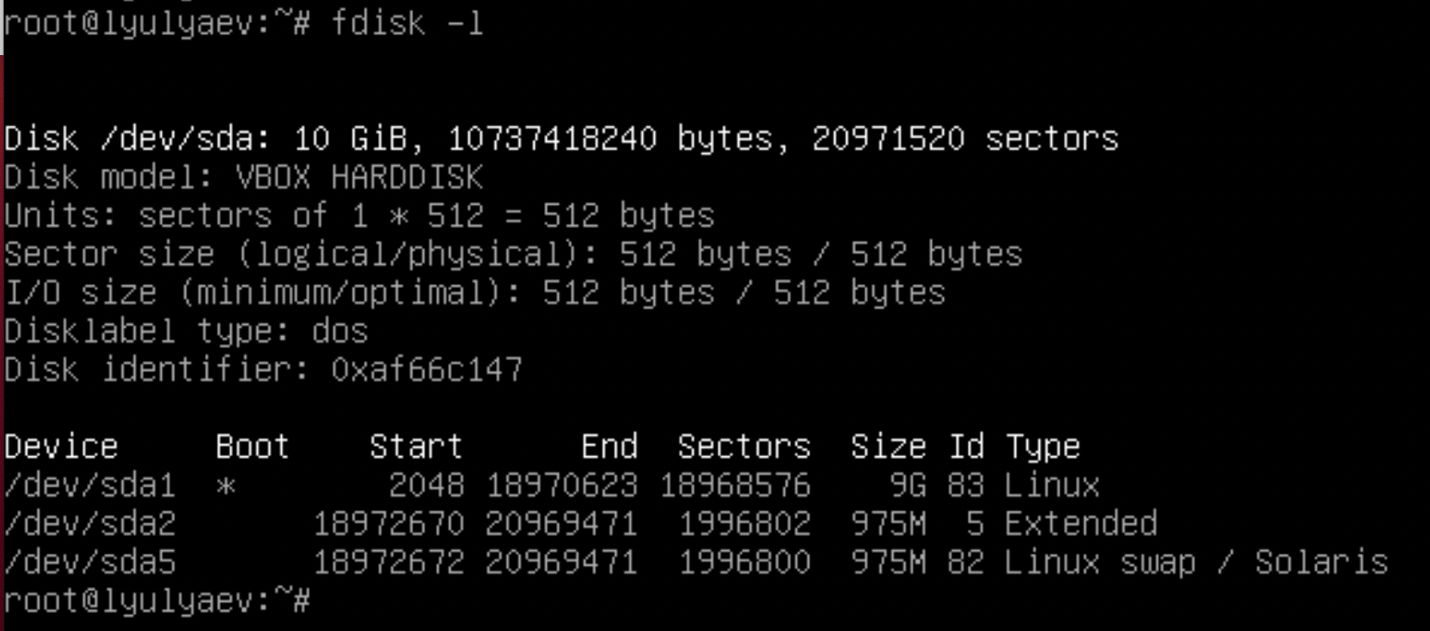 root@lyulyaev:~# fdisk -l
Disk /dev/sda: 10 GiB, 10737418240 bytes, 20971520 sectors
Disk model: VBOX HARDDISK
Units: sectors of 1 * 512 = 512 bytes
Sector size (logical/physical): 512 bytes / 512 bytes
I/O size (minimum/optimal): 512 bytes / 512 bytes
Disklabel type: dos
Disk identifier: 0xaf66c147
Device     Boot    Start      End  Sectors  Size Id Type
/dev/sda1  *        2048 18970623 18968576    9G 83 Linux
/dev/sda2       18972670 20969471  1996802  975M  5 Extended
/dev/sda5       18972672 20969471  1996800  975M 82 Linux swap / Solaris
root@lyulyaev:~#